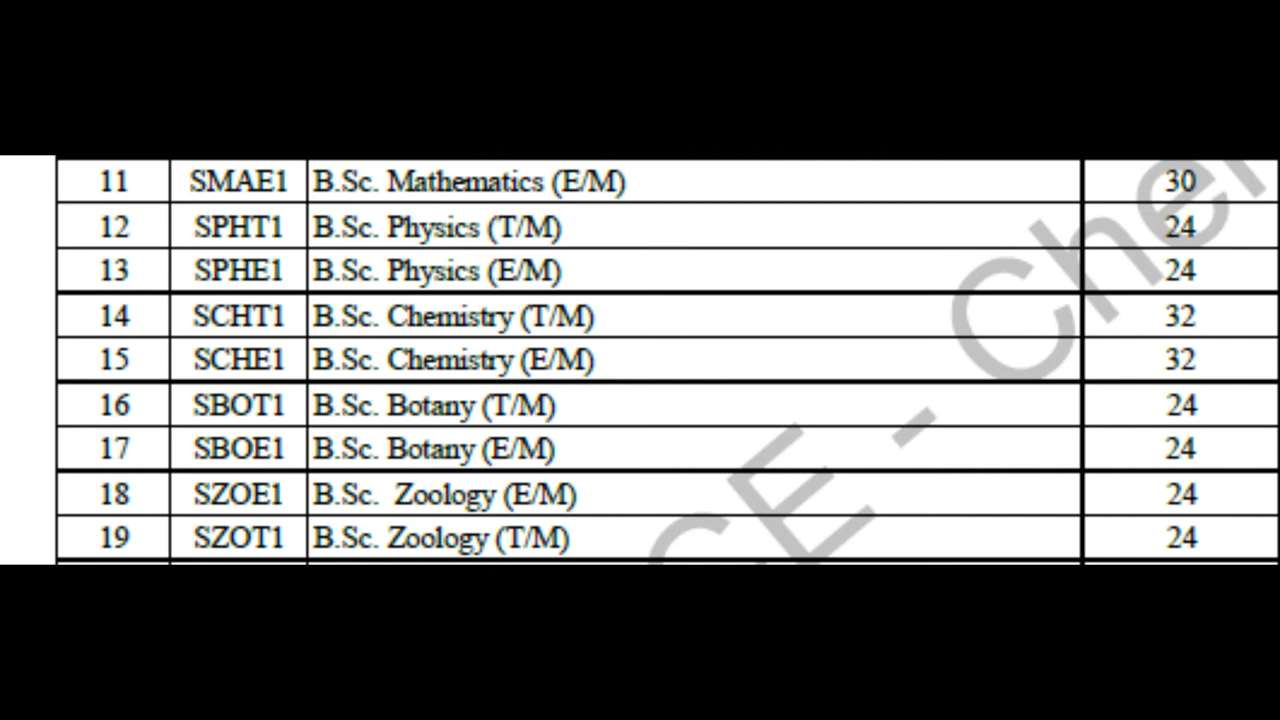 11 SMAE1 B.Sc. Mathematics (E/M) 30
12 SPHT1 B.Sc. Physics (T/M) 24
13 SPHE1 B.Sc. Physics (E/M) 24
14 SCHT1 B.Sc. Chemistry (T/M) 32
15 SCHE1 B.Sc. Chemistry (E/M) 32
16 SBOT1 B.Sc. Botany (T/M) 24
17 SBOE1 B.Sc. Botany (E/M) 24
18 SZOE1 B.Sc. Zoology (E/M) 24
19 SZOT1 B.Sc. Zoology (T/M) 24
CE - Che